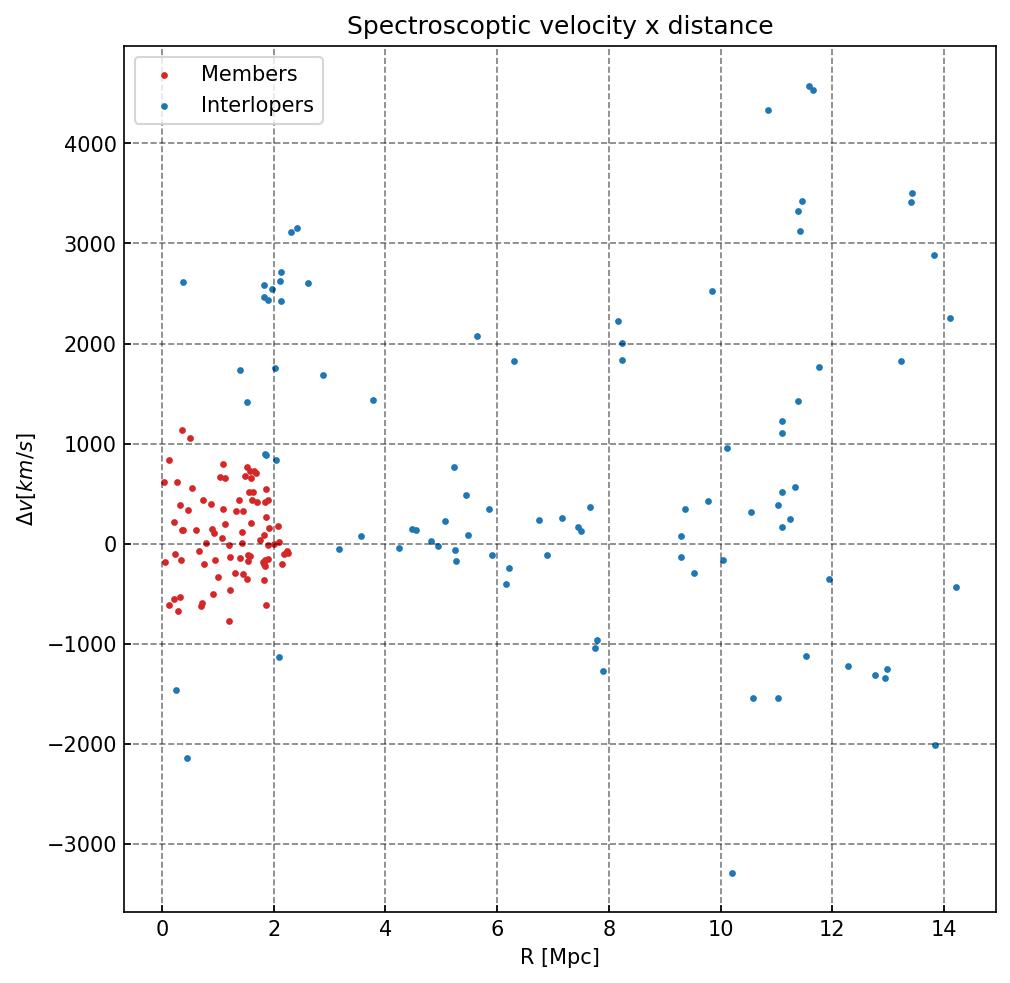 Spectroscoptic velocity x distance
Members
Interlopers
4000
3000
2000
1000
0
−1000
−2000
−3000
Δv[km/s]
0 2 4 6 8 10 12 14
R [Mpc]